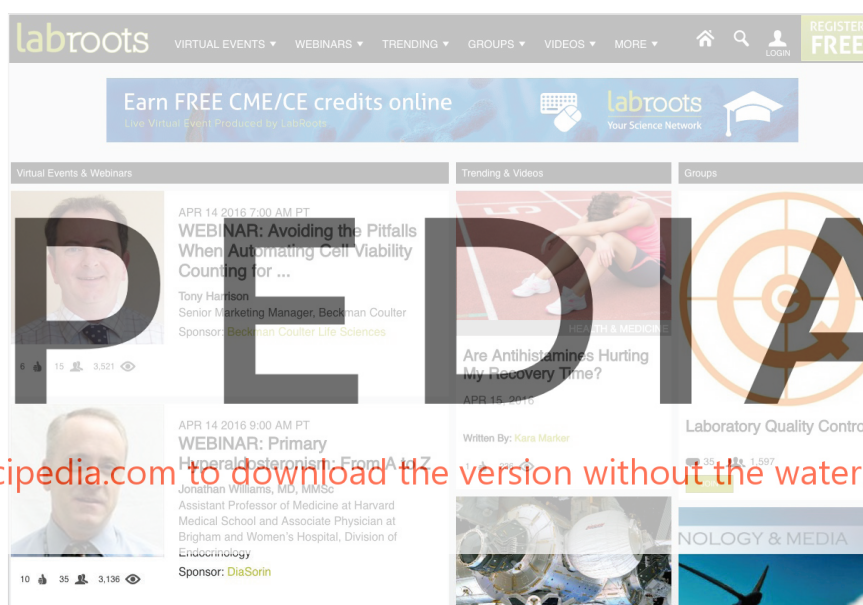 labroots
VIRTUAL EVENTS ▼ WEBINARS ▼ TRENDING ▼ GROUPS ▼ VIDEOS ▼ MORE ▼
LOGIN
REGISTER
FREE
Earn FREE CME/CE credits online
Live Virtual Event Produced by LabRoots
labroots
Your Science Network
Virtual Events & Webinars
APR 14 2016 7:00 AM PT
WEBINAR: Avoiding the Pitfalls
When Automating Cell Viability
Counting for ...
Tony Harrison
Senior Marketing Manager, Beckman Coulter
Sponsor: Beckman Coulter Life Sciences
6 15 3,521
APR 14 2016 9:00 AM PT
WEBINAR: Primary
Hyperaldosteronism: From A to Z
Jonathan Williams, MD, MMSc
Assistant Professor of Medicine at Harvard
Medical School and Associate Physician at
Brigham and Women's Hospital, Division of
Endocrinology
Sponsor: DiaSorin
10 35 3,136
Trending & Videos
HEALTH & MEDICINE
Are Antihistamines Hurting
My Recovery Time?
APR 15, 2016
Written By: Kara Marker
Groups
Laboratory Quality Contro
35 1,597
NOLOGY & MEDIA
PEDIA
cipedia.com to download the version without the water